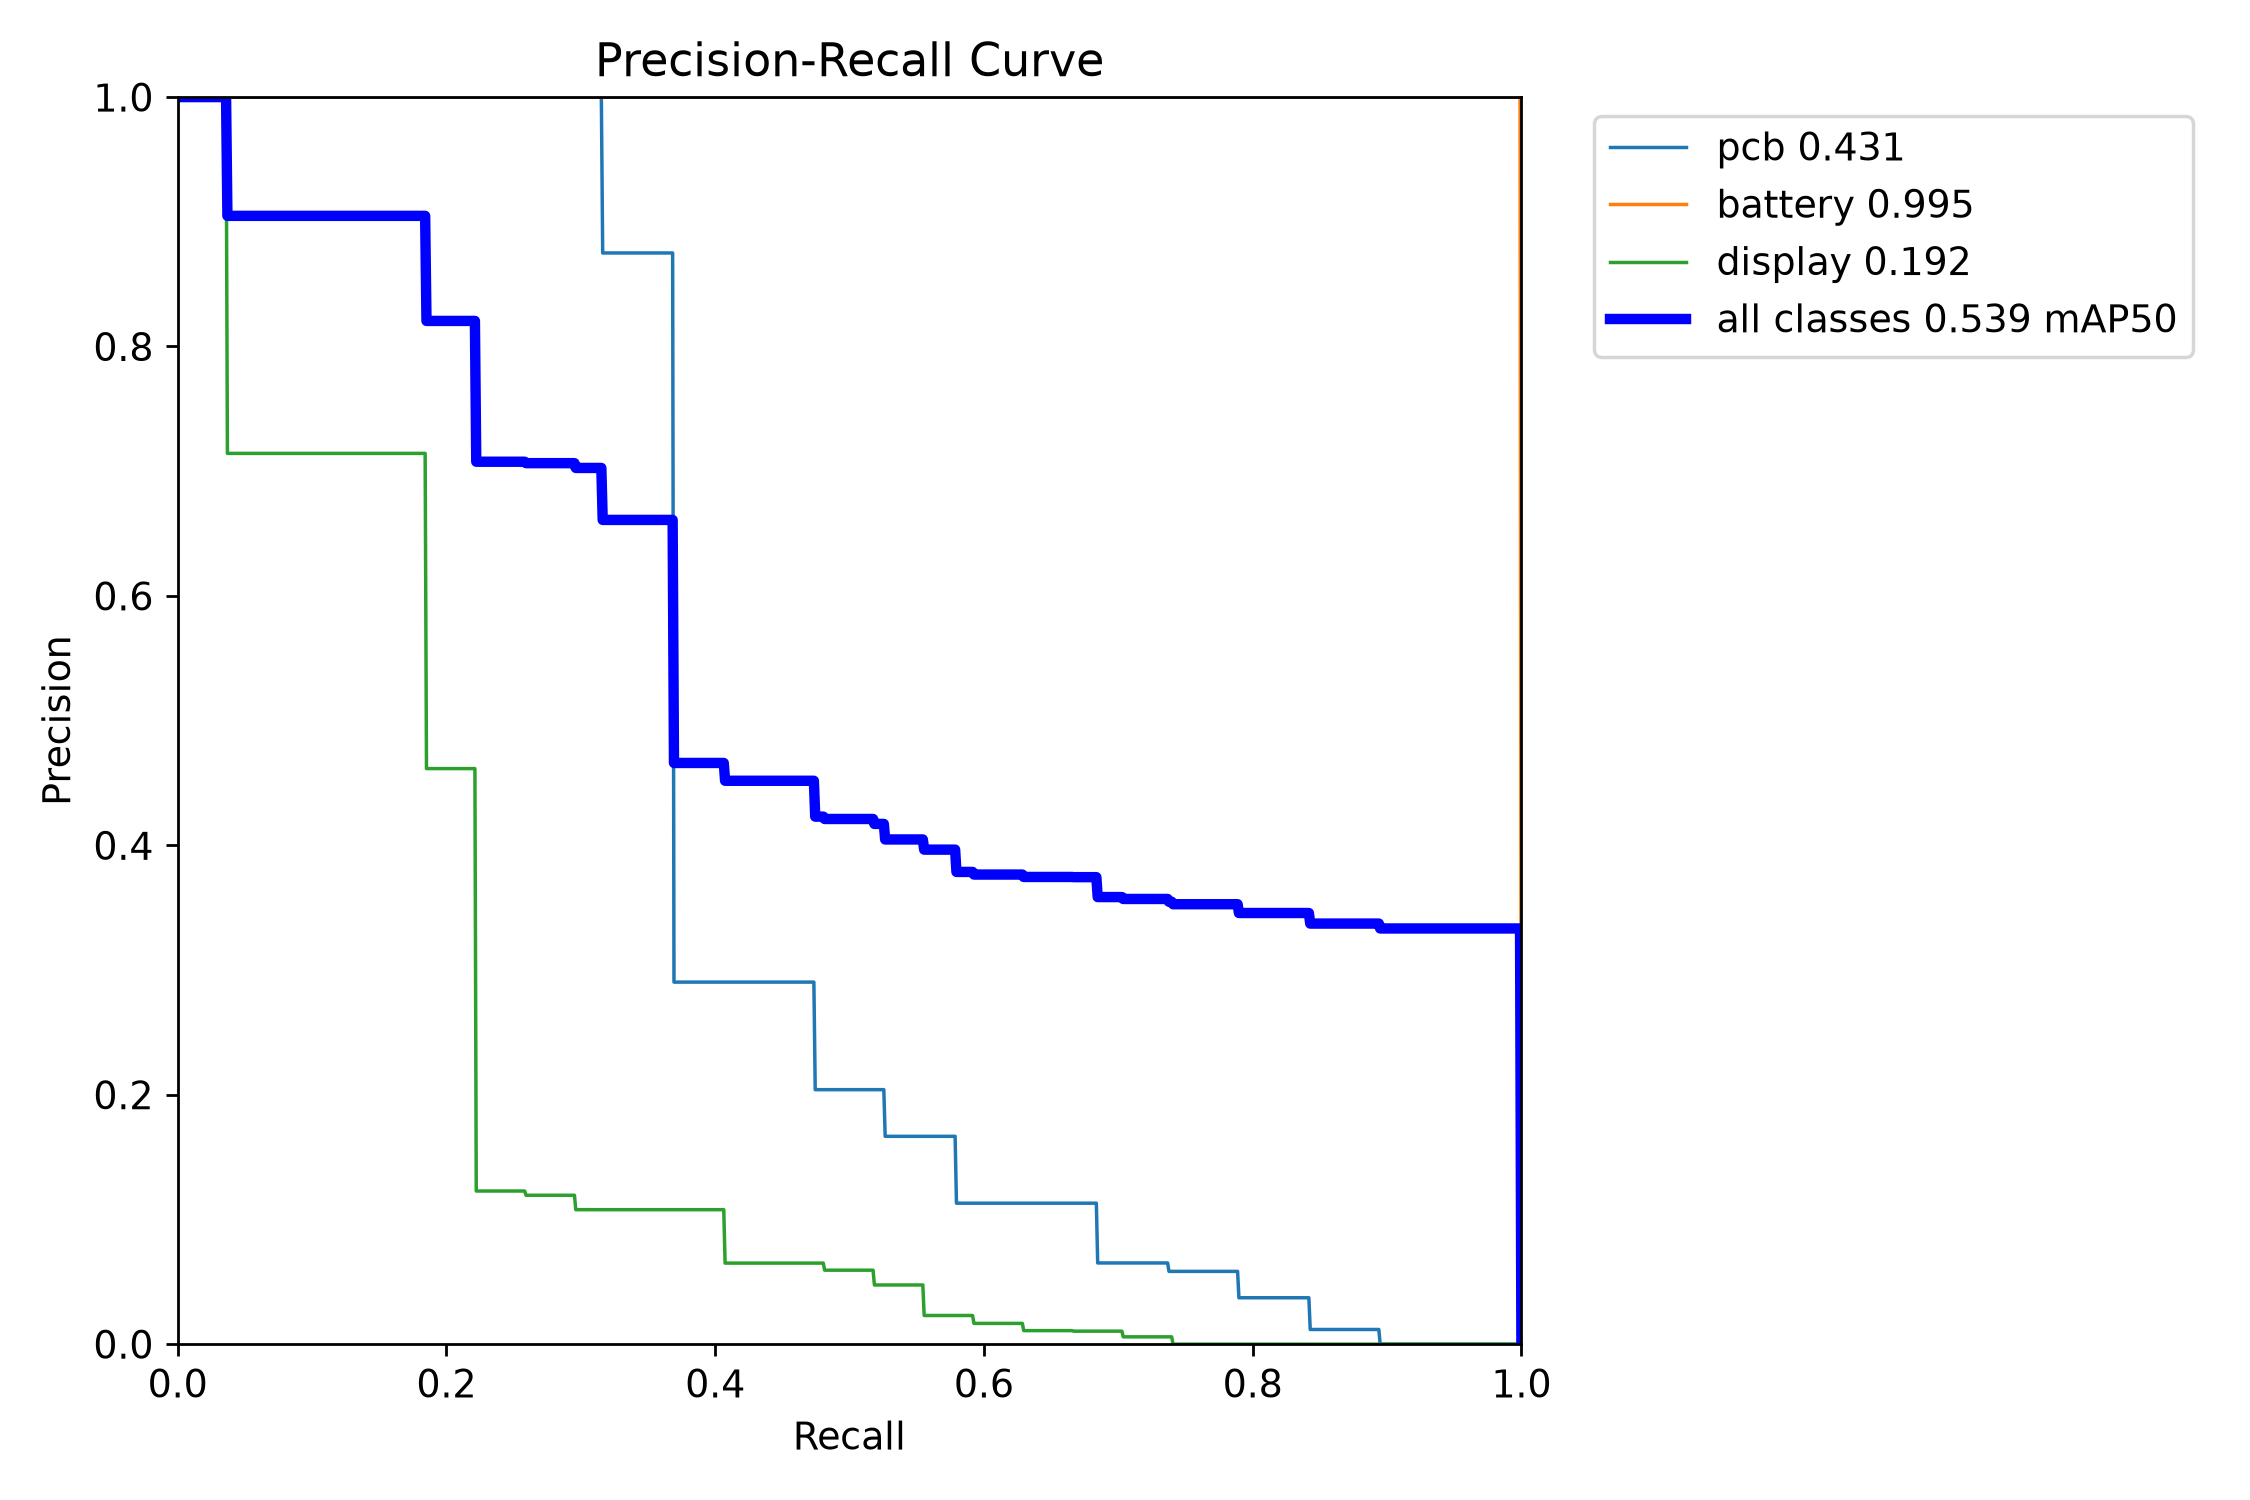 Precision-Recall Curve
1.0
0.8
0.6
0.4
0.2
0.0
Precision
0.0 0.2 0.4 0.6 0.8 1.0
Recall
pcb 0.431
battery 0.995
display 0.192
all classes 0.539 mAP50